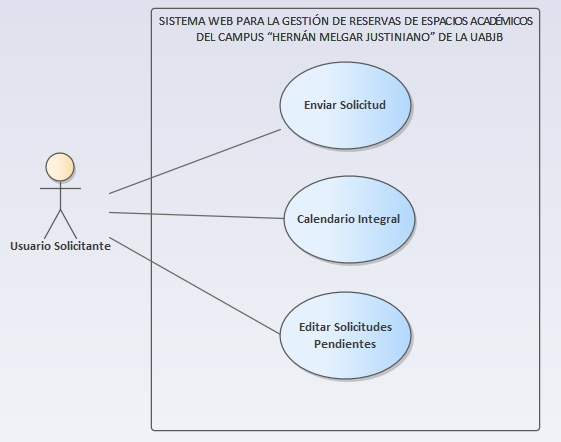 SISTEMA WEB PARA LA GESTIÓN DE RESERVAS DE ESPACIOS ACADÉMICOS
DEL CAMPUS “HERNÁN MELGAR JUSTINIANO” DE LA UABJB
Enviar Solicitud
Calendario Integral
Usuario Solicitante
Editar Solicitudes
Pendientes